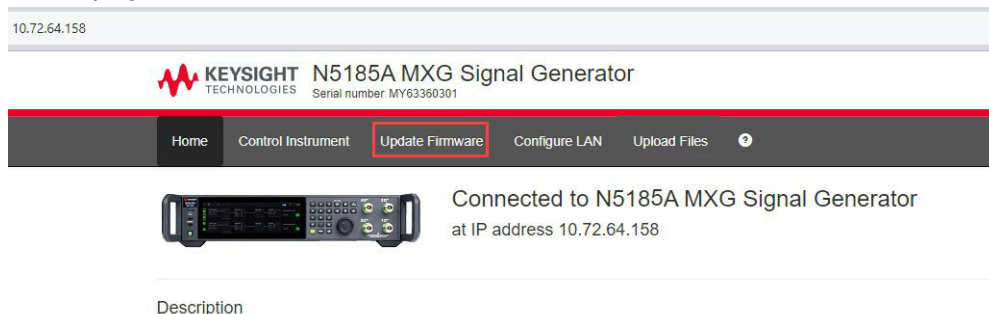 10.72.64.158
KEYSIGHT TECHNOLOGIES
N5185A MXG Signal Generator
Serial number: MY63360301
Home Control Instrument Update Firmware Configure LAN Upload Files ?
Connected to N5185A MXG Signal Generator
at IP address 10.72.64.158
Description